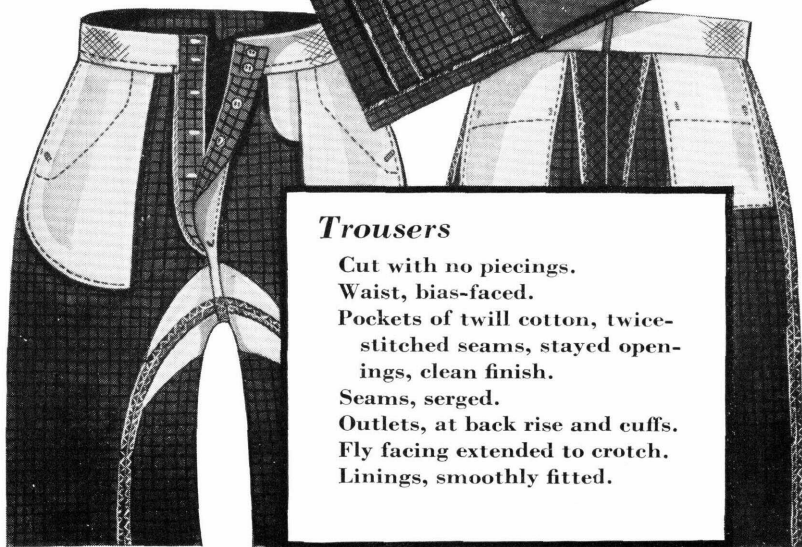 Trousers
Cut with no piecings.
Waist, bias-faced.
Pockets of twill cotton, twice-
stitched seams, stayed open-
ings, clean finish.
Seams, serged.
Outlets, at back rise and cuffs.
Fly facing extended to crotch.
Linings, smoothly fitted.